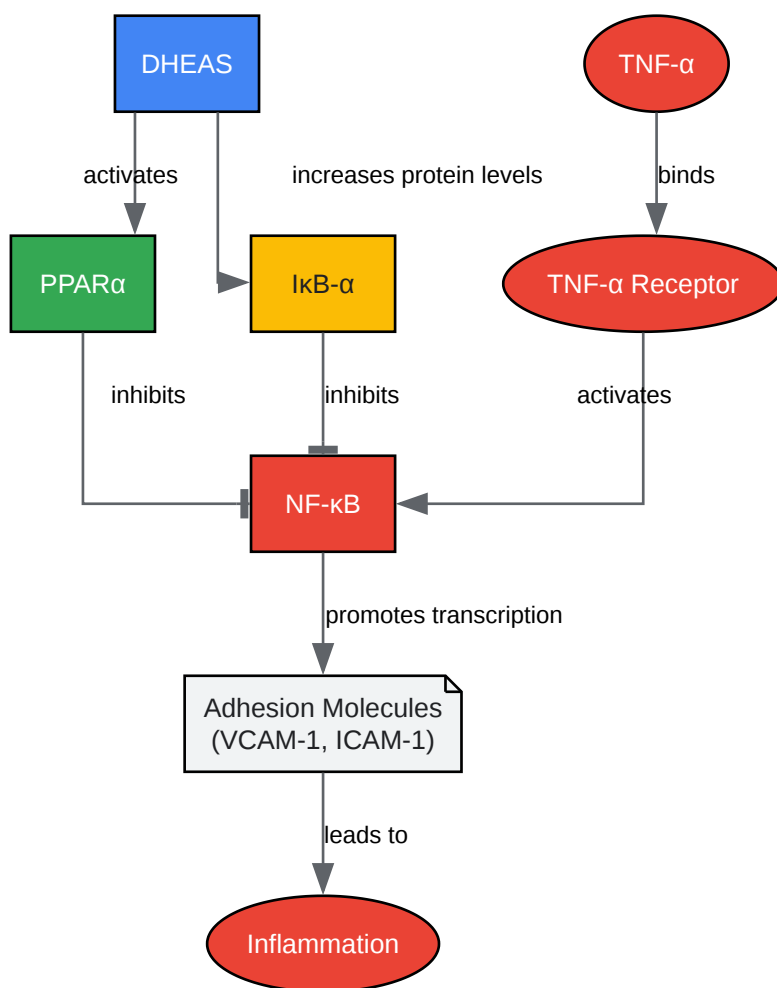 DHEAS
TNF-α
activates
increases protein levels
binds
PPARα
IκB-α
TNF-α Receptor
inhibits
inhibits
activates
NF-κB
promotes transcription
Adhesion Molecules
(VCAM-1, ICAM-1)
leads to
Inflammation